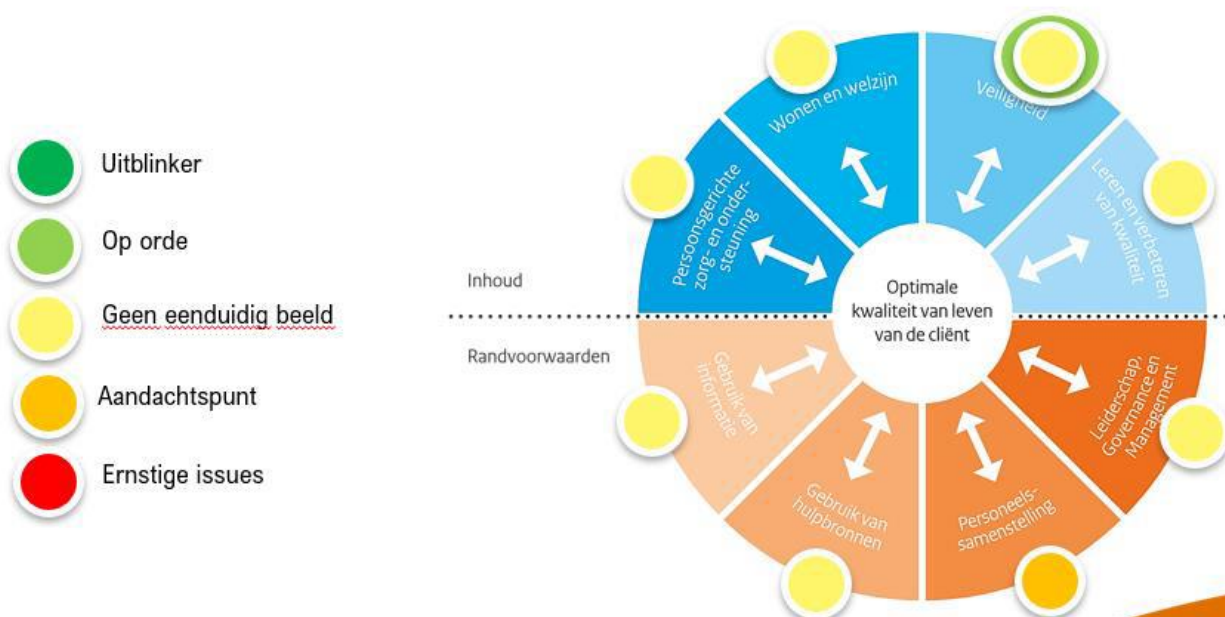 Uitblinker
Op orde
Geen eenduidig beeld
Aandachtspunt
Ernstige issues
Inhoud
Randvoorwaarden
Wonen en welzijn
Veiligheid
Persoonsgerichte
zorg- en onder-
steuning
Leren en verbeteren
van kwaliteit
Optimale
kwaliteit van leven
van de cliënt
Gebruik van
informatie
Leiderschap,
Governance en
Management
Gebruik van
hulpbronnen
Personeels-
samenstelling